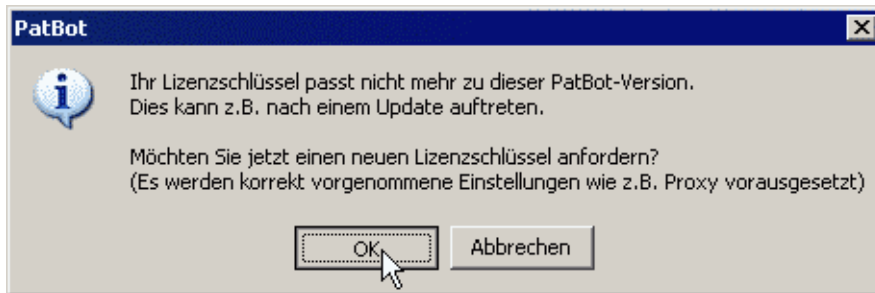 PatBot
Ihr Lizenzschlüssel passt nicht mehr zu dieser PatBot-Version.
Dies kann z.B. nach einem Update auftreten.
Möchten Sie jetzt einen neuen Lizenzschlüssel anfordern?
(Es werden korrekt vorgenommene Einstellungen wie z.B. Proxy vorausgesetzt)
OK
Abbrechen